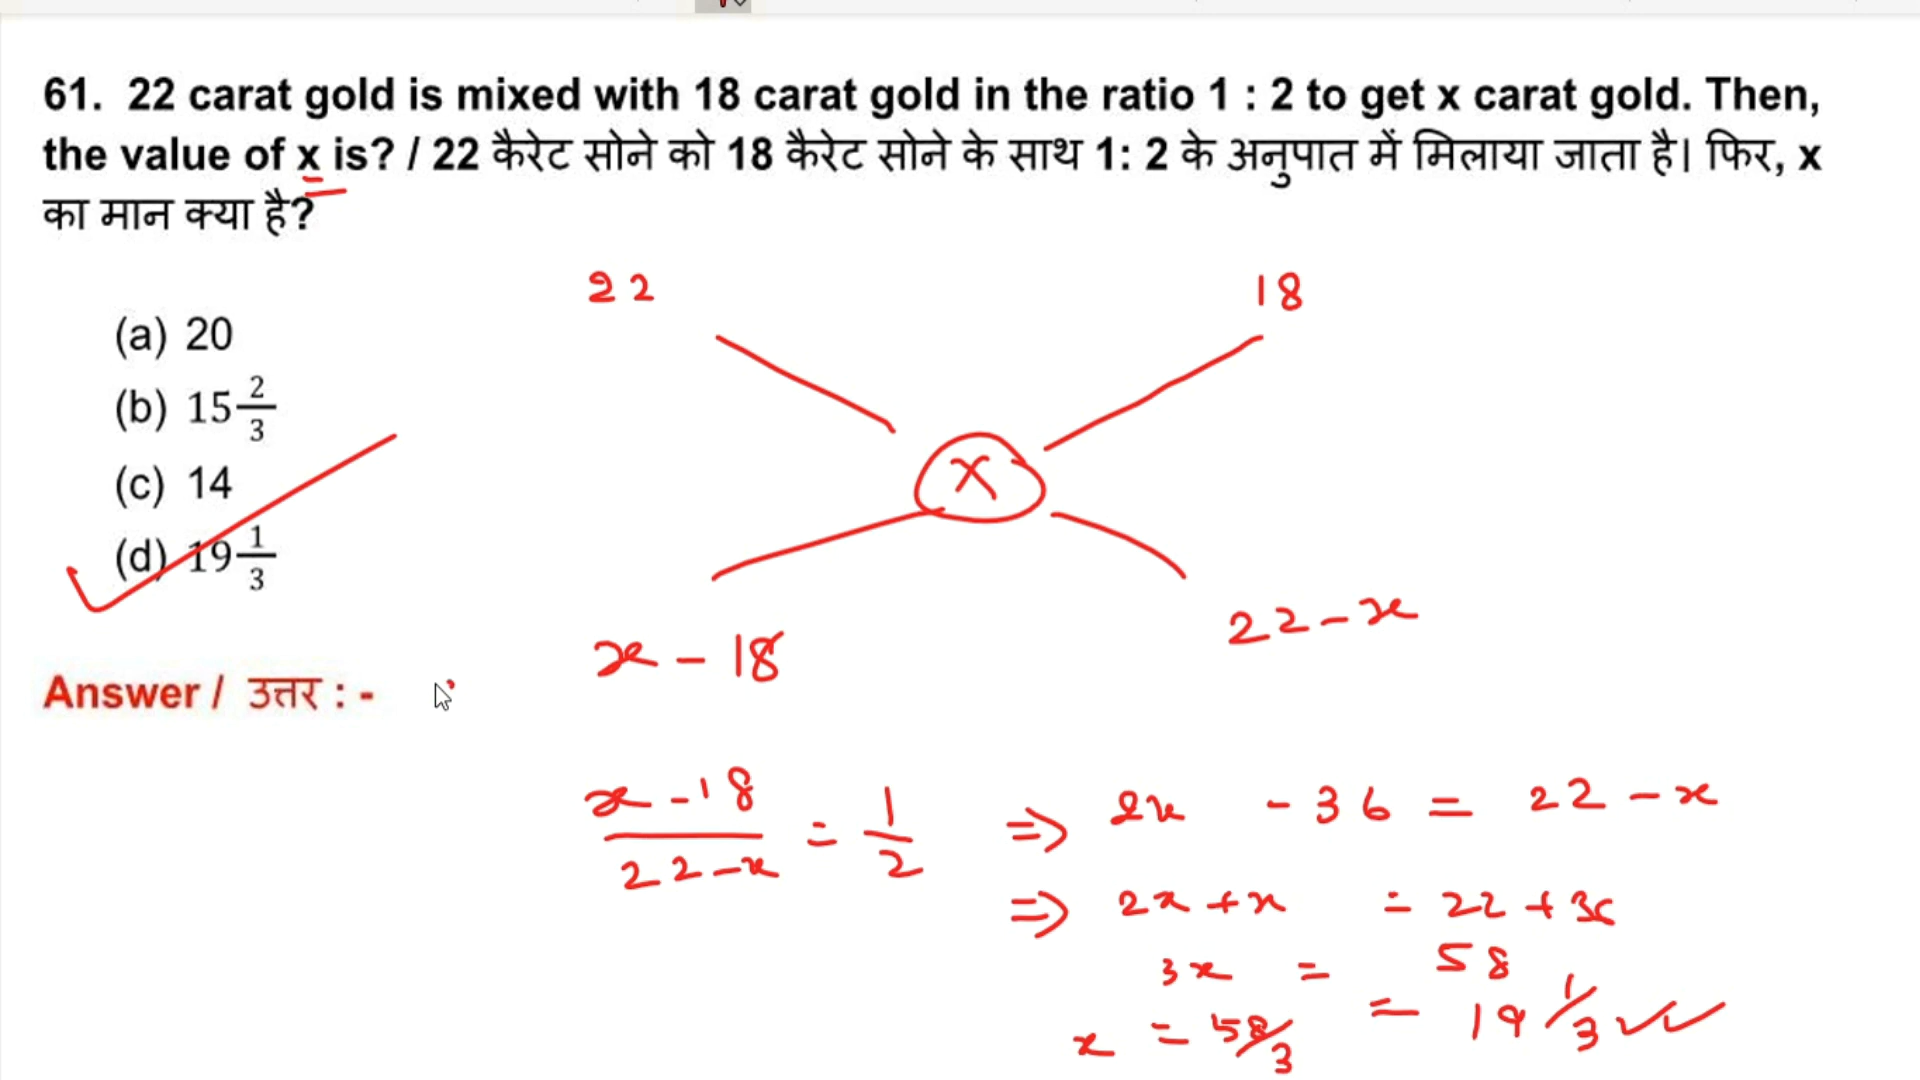 61. 22 carat gold is mixed with 18 carat gold in the ratio 1 : 2 to get x carat gold. Then,
the value of x is? / 22 कैरेट सोने को 18 कैरेट सोने के साथ 1: 2 के अनुपात में मिलाया जाता है। फिर, x
का मान क्या है?
22 18
(a) 20
(b) 15 2/3
x
(c) 14
(d) 19 1/3
x - 18 22 - x
Answer / उत्तर : -
x - 18 / 22 - x = 1/2 ⇒ 2x - 36 = 22 - x
⇒ 2x + x = 22 + 36
3x = 58
x = 58/3 = 19 1/3